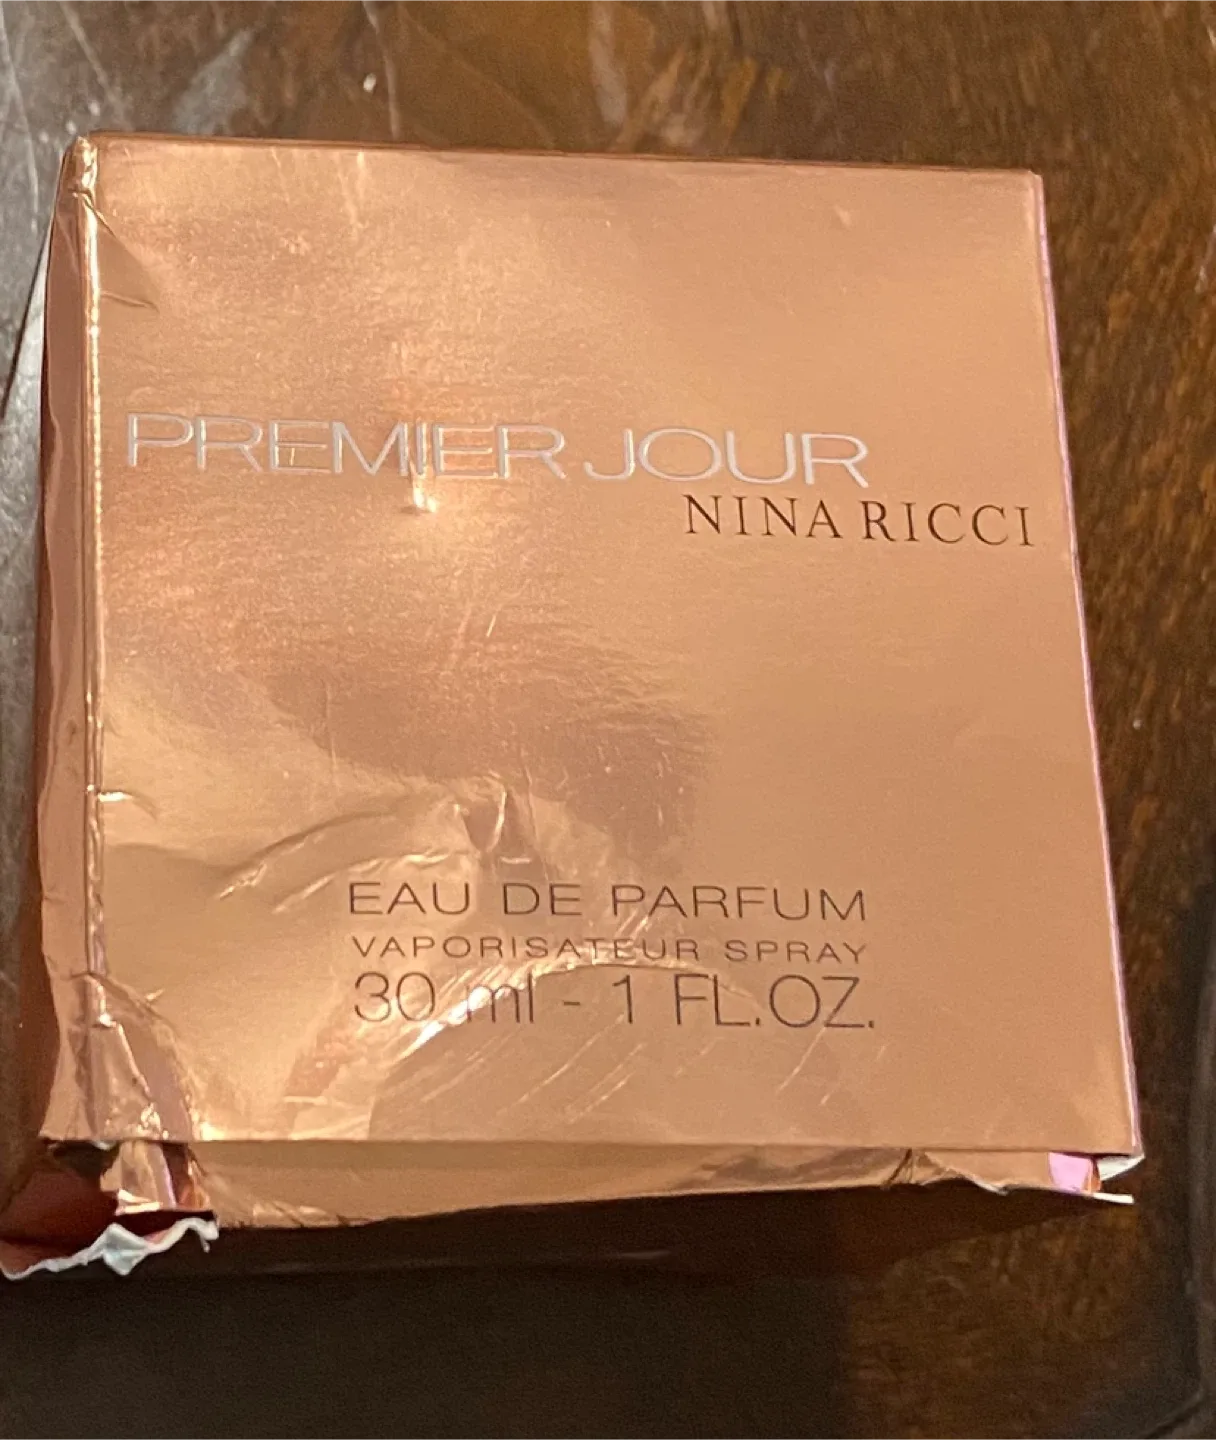 PREMIER JOUR
NINA RICCI
EAU DE PARFUM
VAPORISATEUR SPRAY
30 ml - 1 FL.OZ.